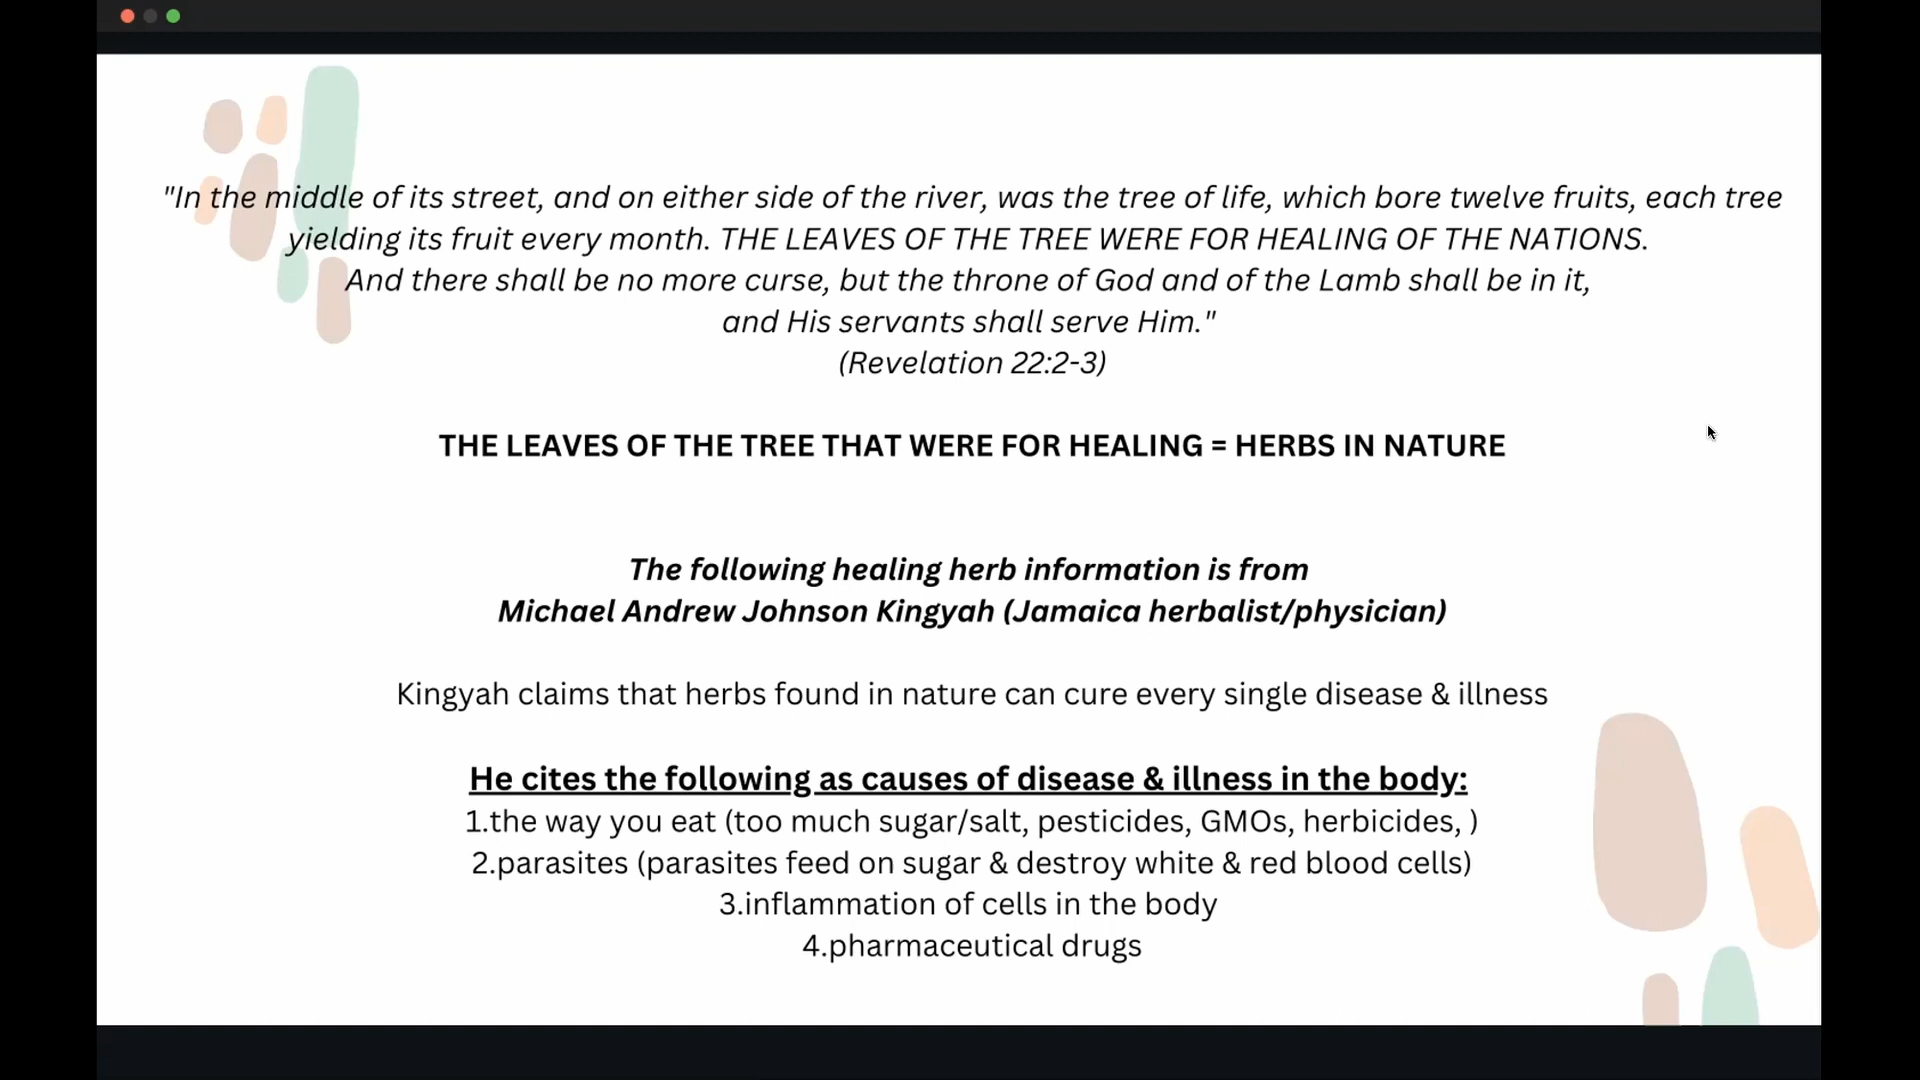 "In the middle of its street, and on either side of the river, was the tree of life, which bore twelve fruits, each tree
yielding its fruit every month. THE LEAVES OF THE TREE WERE FOR HEALING OF THE NATIONS.
And there shall be no more curse, but the throne of God and of the Lamb shall be in it,
and His servants shall serve Him."
(Revelation 22:2-3)
THE LEAVES OF THE TREE THAT WERE FOR HEALING = HERBS IN NATURE
The following healing herb information is from
Michael Andrew Johnson Kingyah (Jamaica herbalist/physician)
Kingyah claims that herbs found in nature can cure every single disease & illness
He cites the following as causes of disease & illness in the body:
1.the way you eat (too much sugar/salt, pesticides, GMOs, herbicides, )
2.parasites (parasites feed on sugar & destroy white & red blood cells)
3.inflammation of cells in the body
4.pharmaceutical drugs